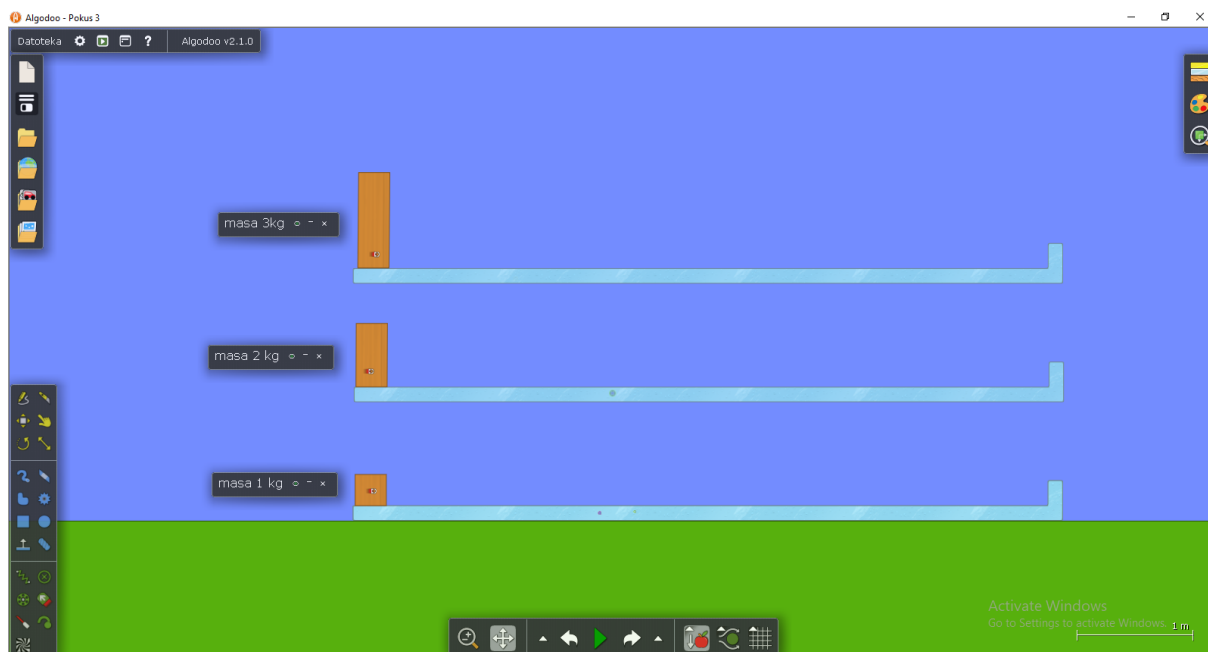 Algodoo - Pokus 3
Datoteka ? Algodoo v2.1.0
masa 3kg
masa 2 kg
masa 1 kg
Activate Windows
Go to Settings to activate Windows.
1 m